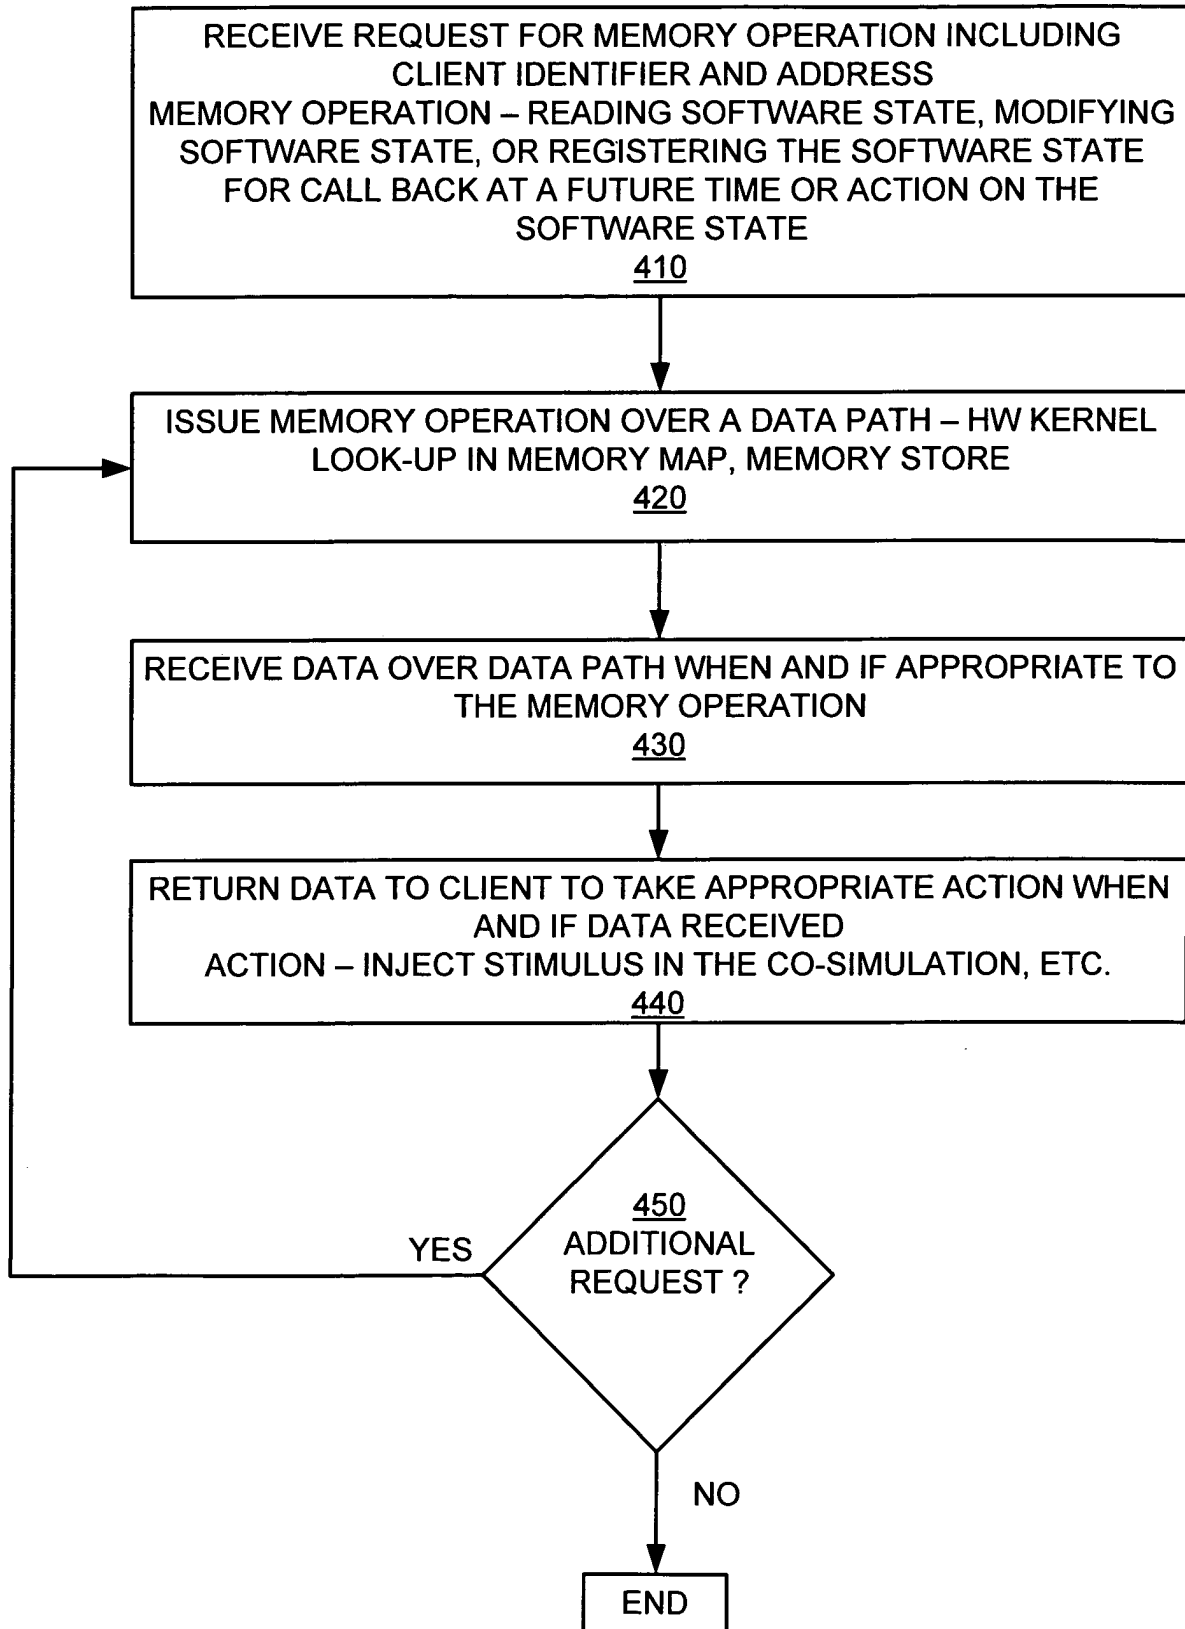 RECEIVE REQUEST FOR MEMORY OPERATION INCLUDING
CLIENT IDENTIFIER AND ADDRESS
MEMORY OPERATION – READING SOFTWARE STATE, MODIFYING
SOFTWARE STATE, OR REGISTERING THE SOFTWARE STATE
FOR CALL BACK AT A FUTURE TIME OR ACTION ON THE
SOFTWARE STATE
410
ISSUE MEMORY OPERATION OVER A DATA PATH – HW KERNEL
LOOK-UP IN MEMORY MAP, MEMORY STORE
420
RECEIVE DATA OVER DATA PATH WHEN AND IF APPROPRIATE TO
THE MEMORY OPERATION
430
RETURN DATA TO CLIENT TO TAKE APPROPRIATE ACTION WHEN
AND IF DATA RECEIVED
ACTION – INJECT STIMULUS IN THE CO-SIMULATION, ETC.
440
450
ADDITIONAL
REQUEST ?
YES
NO
END